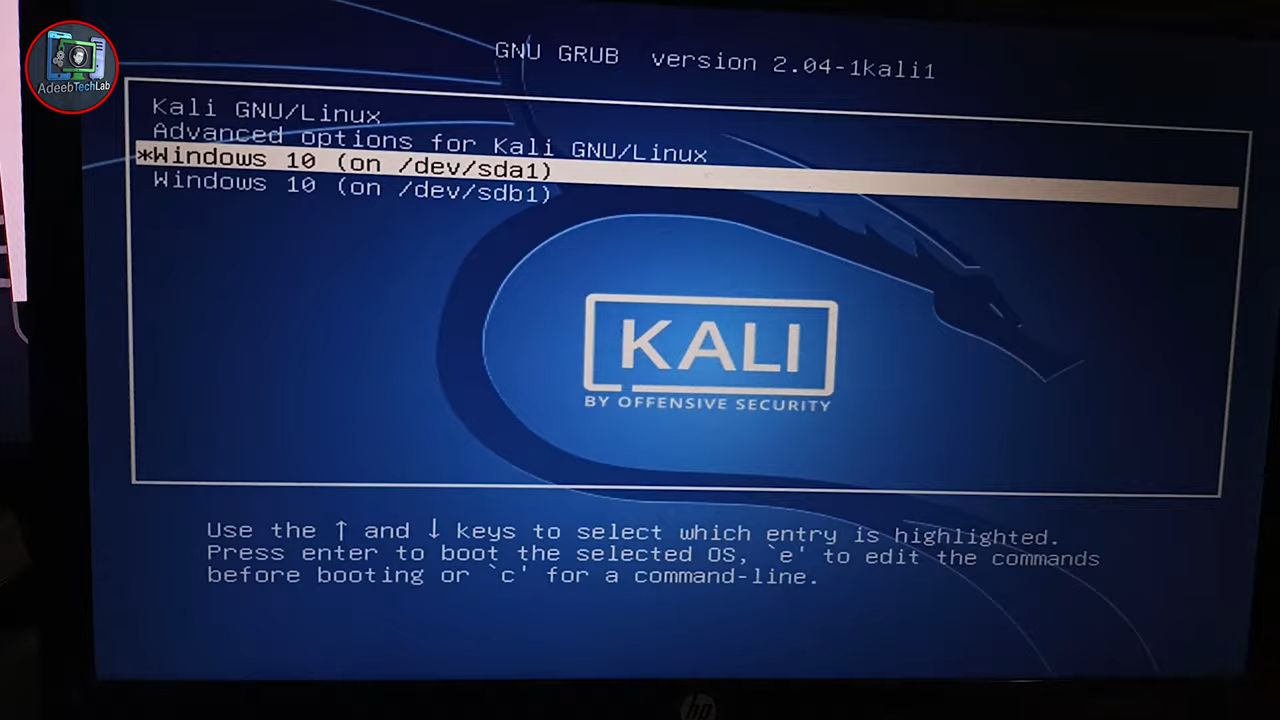 AdeebTechLab
GNU GRUB version 2.04-1kali1
Kali GNU/Linux
Advanced options for Kali GNU/Linux
*Windows 10 (on /dev/sda1)
Windows 10 (on /dev/sdb1)
KALI
BY OFFENSIVE SECURITY
Use the ↑ and ↓ keys to select which entry is highlighted.
Press enter to boot the selected OS, `e' to edit the commands
before booting or `c' for a command-line.
hp